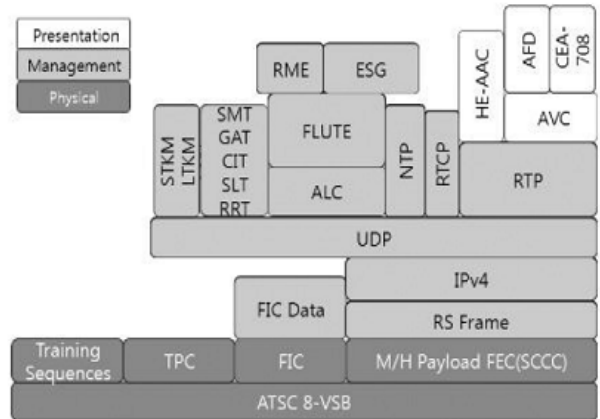 Presentation
Management
Physical
AFD
CEA-
708
HE-AAC
AVC
RME
ESG
STKM
LTKM
SMT
GAT
CIT
SLT
RRT
FLUTE
ALC
NTP
RTCP
RTP
UDP
IPv4
FIC Data
RS Frame
Training
Sequences
TPC
FIC
M/H Payload FEC(SCCC)
ATSC 8-VSB